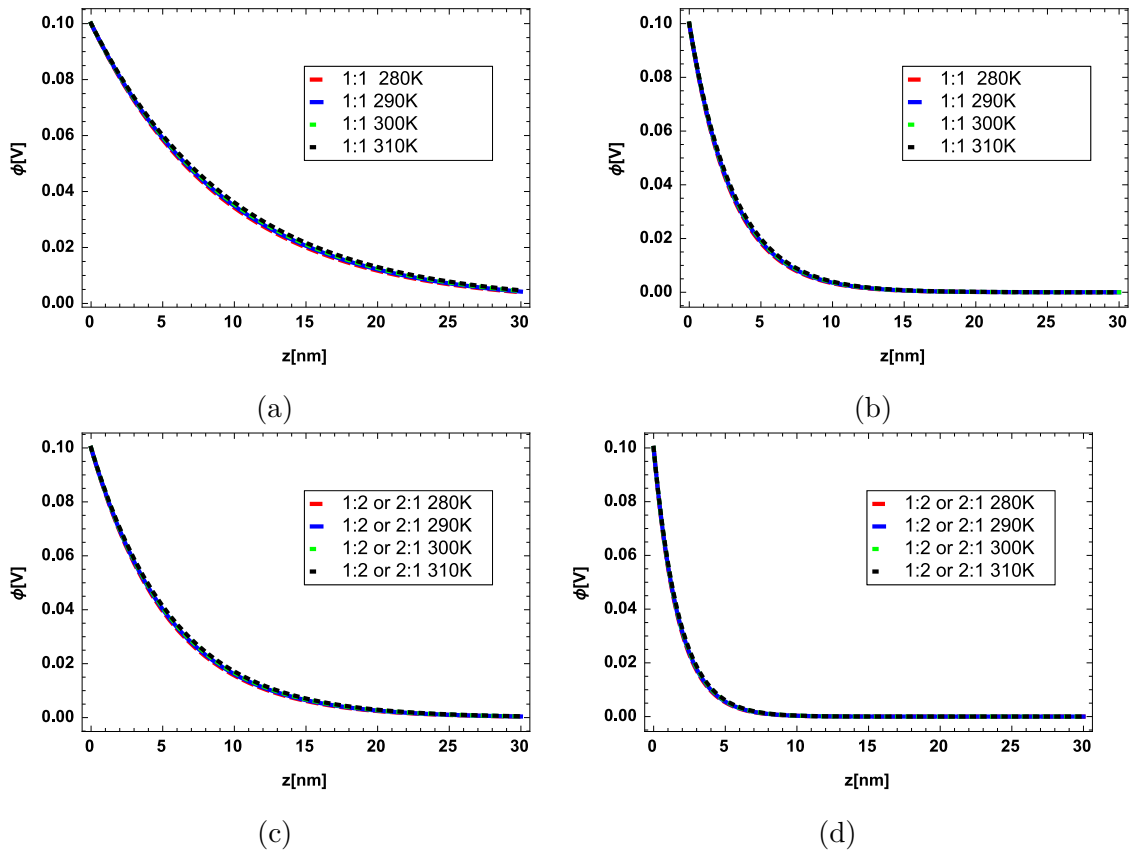 0.10
0.08
0.06
0.04
0.02
0.00
ϕ[V]
1:1 280K
1:1 290K
1:1 300K
1:1 310K
0 5 10 15 20 25 30
z[nm]
(a)
0.10
0.08
0.06
0.04
0.02
0.00
ϕ[V]
1:1 280K
1:1 290K
1:1 300K
1:1 310K
0 5 10 15 20 25 30
z[nm]
(b)
0.10
0.08
0.06
0.04
0.02
0.00
ϕ[V]
1:2 or 2:1 280K
1:2 or 2:1 290K
1:2 or 2:1 300K
1:2 or 2:1 310K
0 5 10 15 20 25 30
z[nm]
(c)
0.10
0.08
0.06
0.04
0.02
0.00
ϕ[V]
1:2 or 2:1 280K
1:2 or 2:1 290K
1:2 or 2:1 300K
1:2 or 2:1 310K
0 5 10 15 20 25 30
z[nm]
(d)